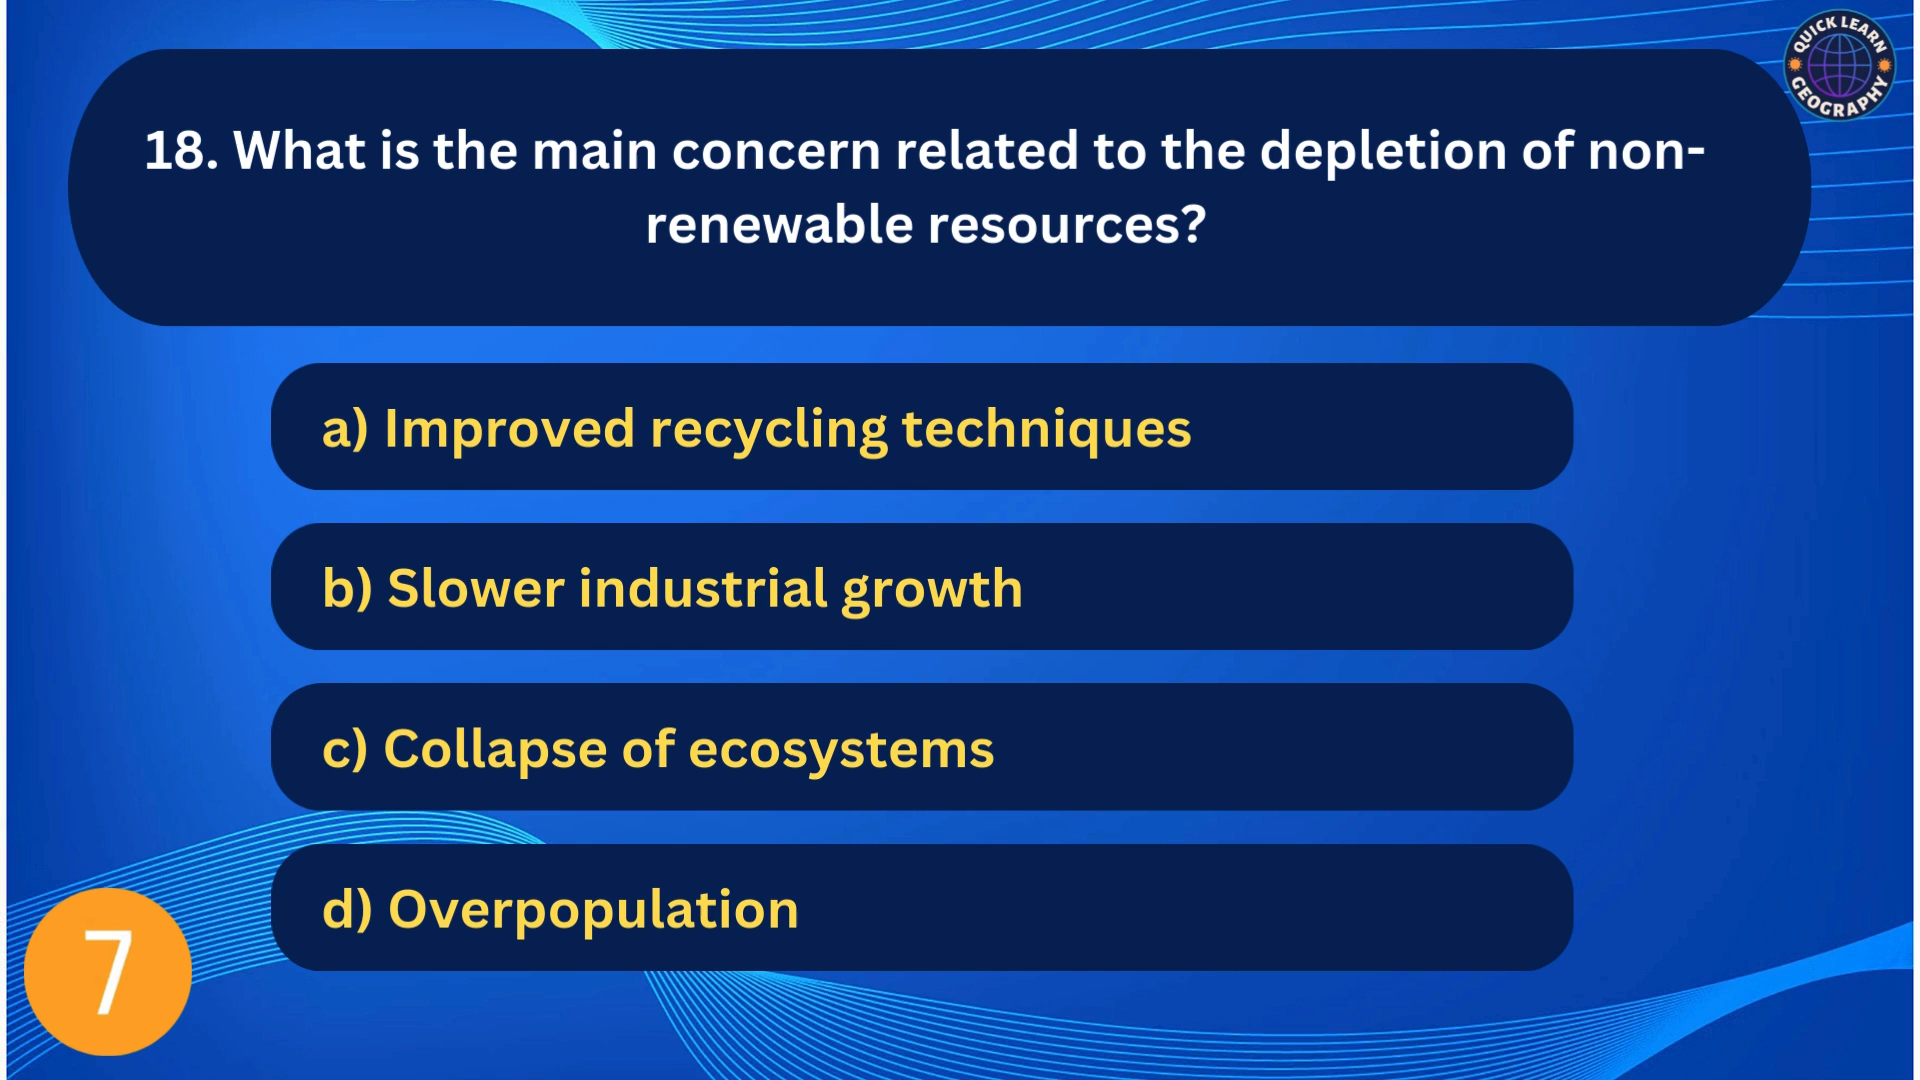 QUICK LEARN
GEOGRAPHY
18. What is the main concern related to the depletion of non-
renewable resources?
a) Improved recycling techniques
b) Slower industrial growth
c) Collapse of ecosystems
d) Overpopulation
7